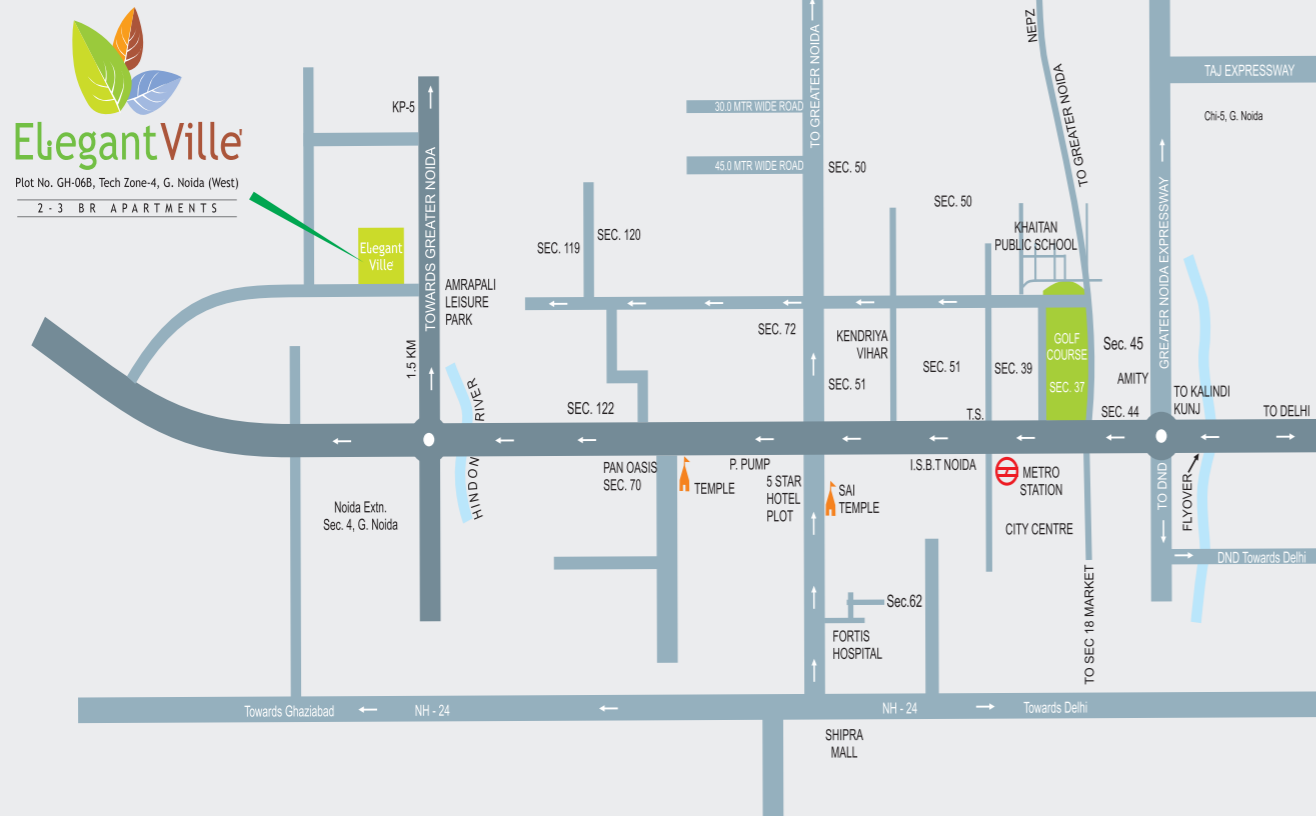 Elegant Ville
Plot No. GH-06B, Tech Zone-4, G. Noida (West)
2-3 BR APARTMENTS
KP-5
TOWARDS GREATER NOIDA
Elegant
Ville
AMRAPALI
LEISURE
PARK
1.5 KM
HINDON RIVER
Noida Extn.
Sec. 4, G. Noida
30.0 MTR WIDE ROAD
45.0 MTR WIDE ROAD
TO GREATER NOIDA
SEC. 50
SEC. 119
SEC. 120
SEC. 72
SEC. 122
KENDRIYA
VIHAR
SEC. 51
SEC. 50
SEC. 51
SEC. 39
T.S.
KHAITAN
PUBLIC SCHOOL
NEPZ
TO GREATER NOIDA
GOLF
COURSE
SEC. 37
Sec. 45
AMITY
SEC. 44
GREATER NOIDA EXPRESSWAY
TAJ EXPRESSWAY
Chi-5, G. Noida
TO KALINDI
KUNJ
TO DELHI
PAN OASIS
SEC. 70
TEMPLE
P. PUMP
5 STAR
HOTEL
PLOT
SAI
TEMPLE
I.S.B.T NOIDA
METRO
STATION
CITY CENTRE
TO DND
FLYOVER
DND Towards Delhi
TO SEC 18 MARKET
Sec.62
FORTIS
HOSPITAL
Towards Ghaziabad
NH - 24
NH - 24
Towards Delhi
SHIPRA
MALL